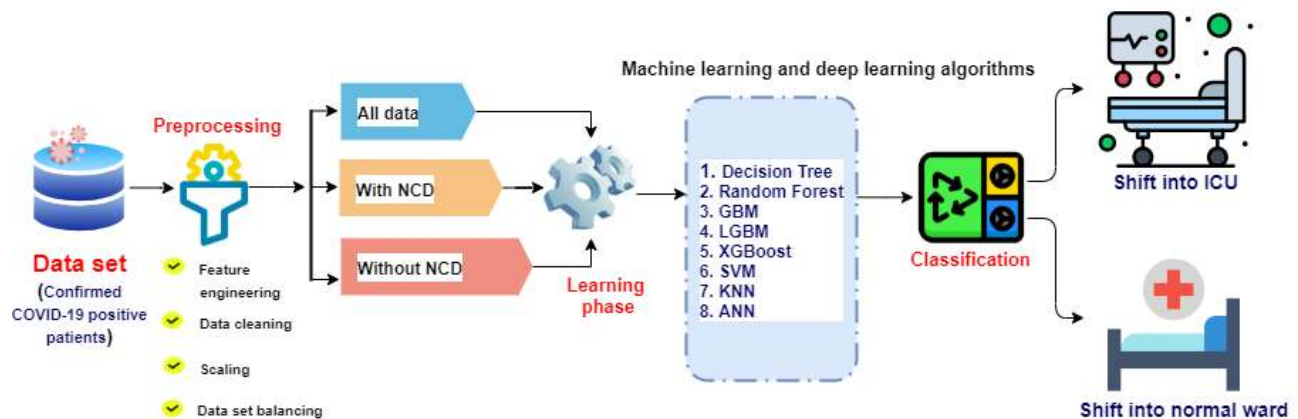 Data set
(Confirmed
COVID-19 positive
patients)
Preprocessing
Feature
engineering
Data cleaning
Scaling
Data set balancing
All data
With NCD
Without NCD
Learning
phase
Machine learning and deep learning algorithms
1. Decision Tree
2. Random Forest
3. GBM
4. LGBM
5. XGBoost
6. SVM
7. KNN
8. ANN
Classification
Shift into ICU
Shift into normal ward